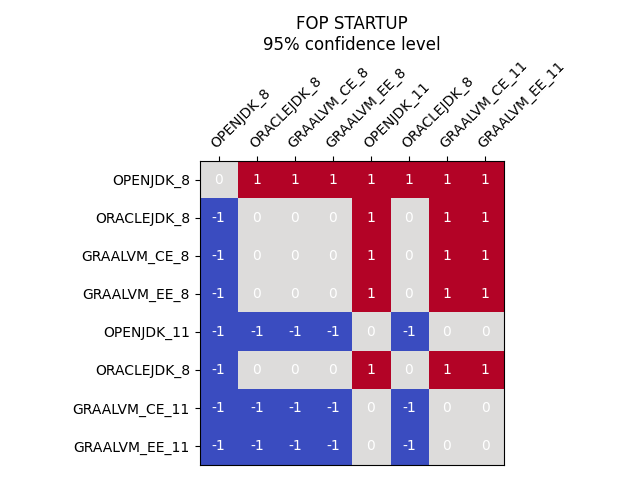 FOP STARTUP
95% confidence level
OPENJDK_8 ORACLEJDK_8 GRAALVM_CE_8 GRAALVM_EE_8 OPENJDK_11 ORACLEJDK_8 GRAALVM_CE_11 GRAALVM_EE_11
OPENJDK_8 0 1 1 1 1 1 1 1
ORACLEJDK_8 -1 0 0 0 1 0 1 1
GRAALVM_CE_8 -1 0 0 0 1 0 1 1
GRAALVM_EE_8 -1 0 0 0 1 0 1 1
OPENJDK_11 -1 -1 -1 -1 0 -1 0 0
ORACLEJDK_8 -1 0 0 0 1 0 1 1
GRAALVM_CE_11 -1 -1 -1 -1 0 -1 0 0
GRAALVM_EE_11 -1 -1 -1 -1 0 -1 0 0